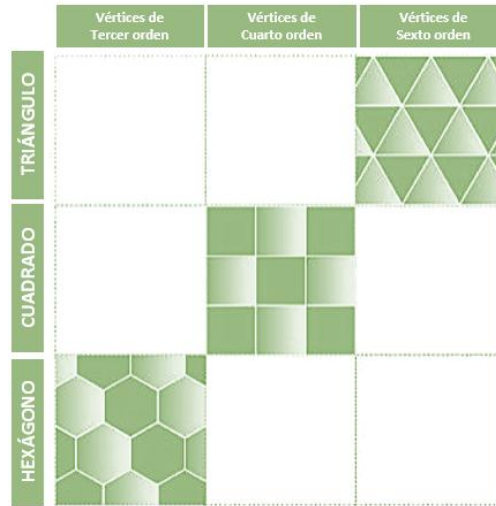 Vértices de
Tercer orden
Vértices de
Cuarto orden
Vértices de
Sexto orden
TRIÁNGULO
CUADRADO
HEXÁGONO